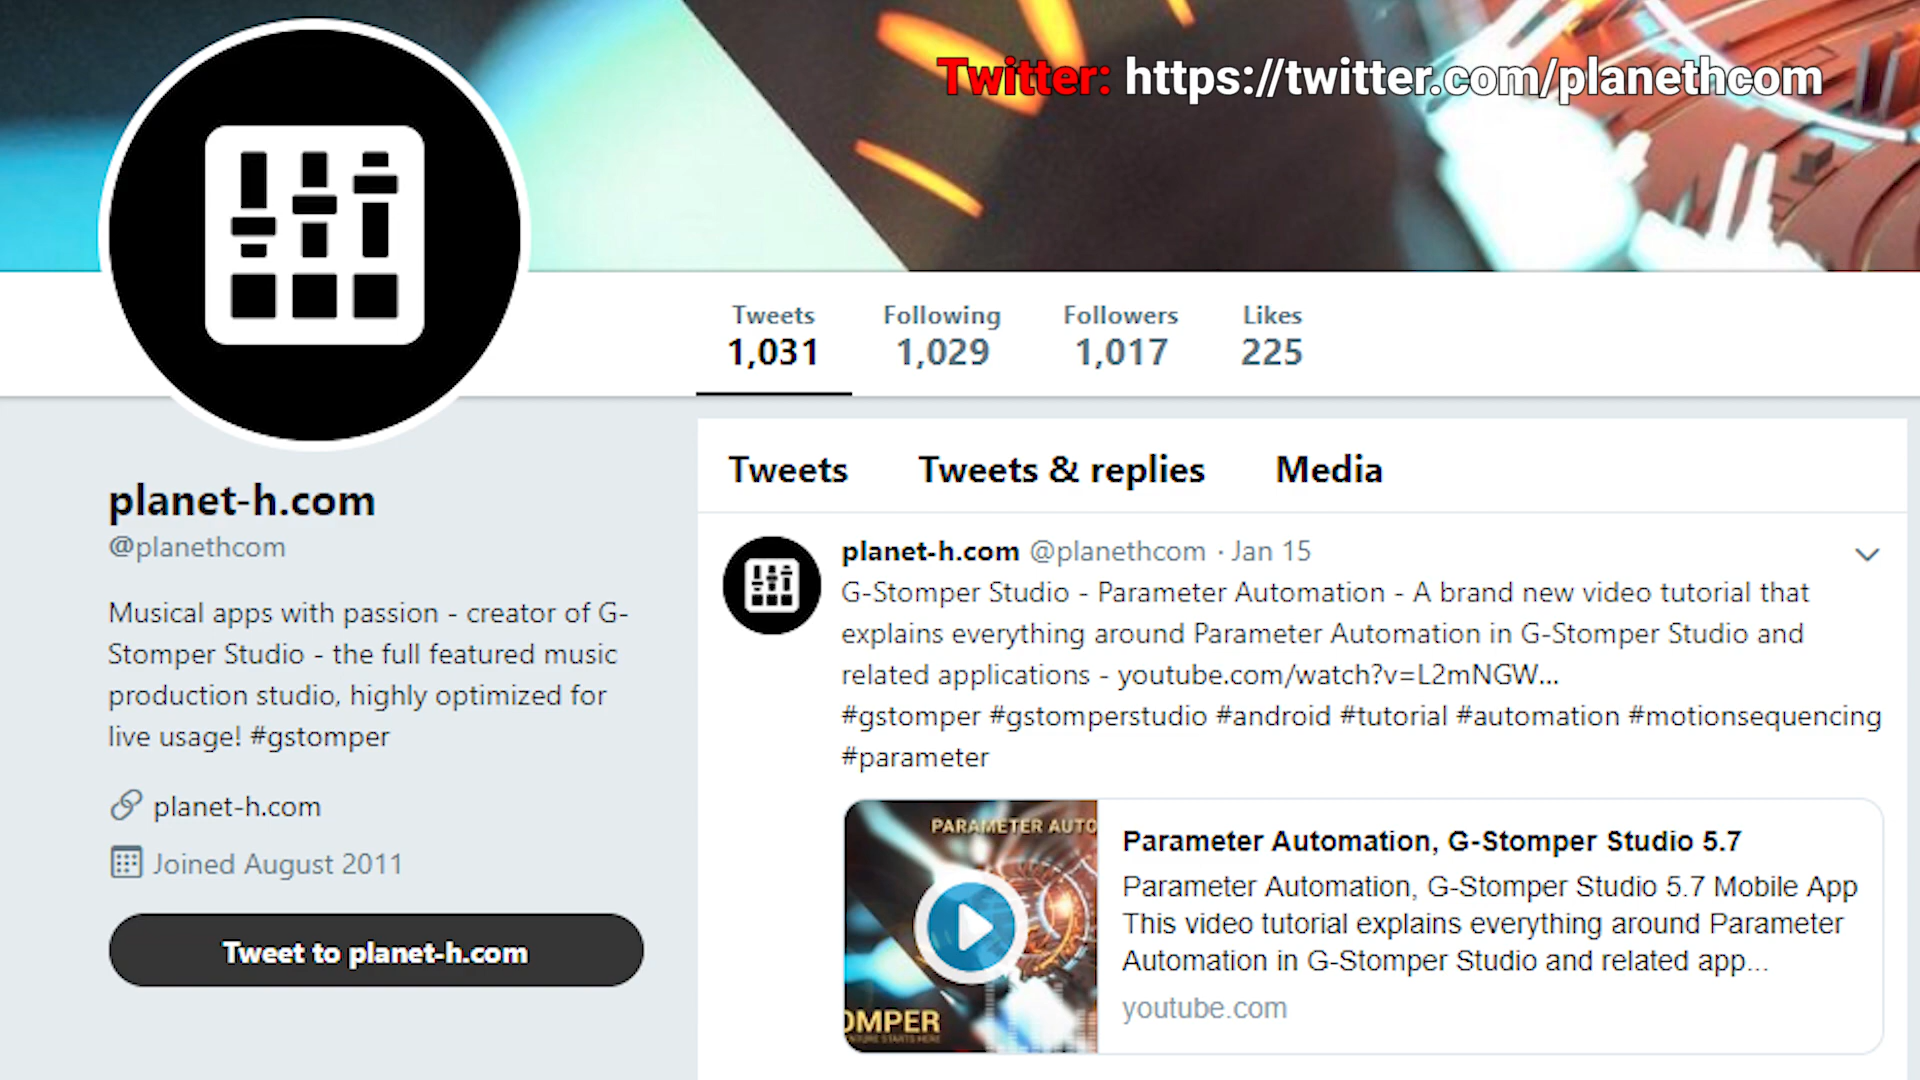 Twitter: https://twitter.com/planethcom
Tweets
1,031
Following
1,029
Followers
1,017
Likes
225
planet-h.com
@planethcom
Musical apps with passion - creator of G-
Stomper Studio - the full featured music
production studio, highly optimized for
live usage! #gstomper
planet-h.com
Joined August 2011
Tweet to planet-h.com
Tweets
Tweets & replies
Media
planet-h.com @planethcom · Jan 15
G-Stomper Studio - Parameter Automation - A brand new video tutorial that
explains everything around Parameter Automation in G-Stomper Studio and
related applications - youtube.com/watch?v=L2mNGW...
#gstomper #gstomperstudio #android #tutorial #automation #motionsequencing
#parameter
PARAMETER AUTO
OMPER
NTURE STARTS HERE
Parameter Automation, G-Stomper Studio 5.7
Parameter Automation, G-Stomper Studio 5.7 Mobile App
This video tutorial explains everything around Parameter
Automation in G-Stomper Studio and related app...
youtube.com